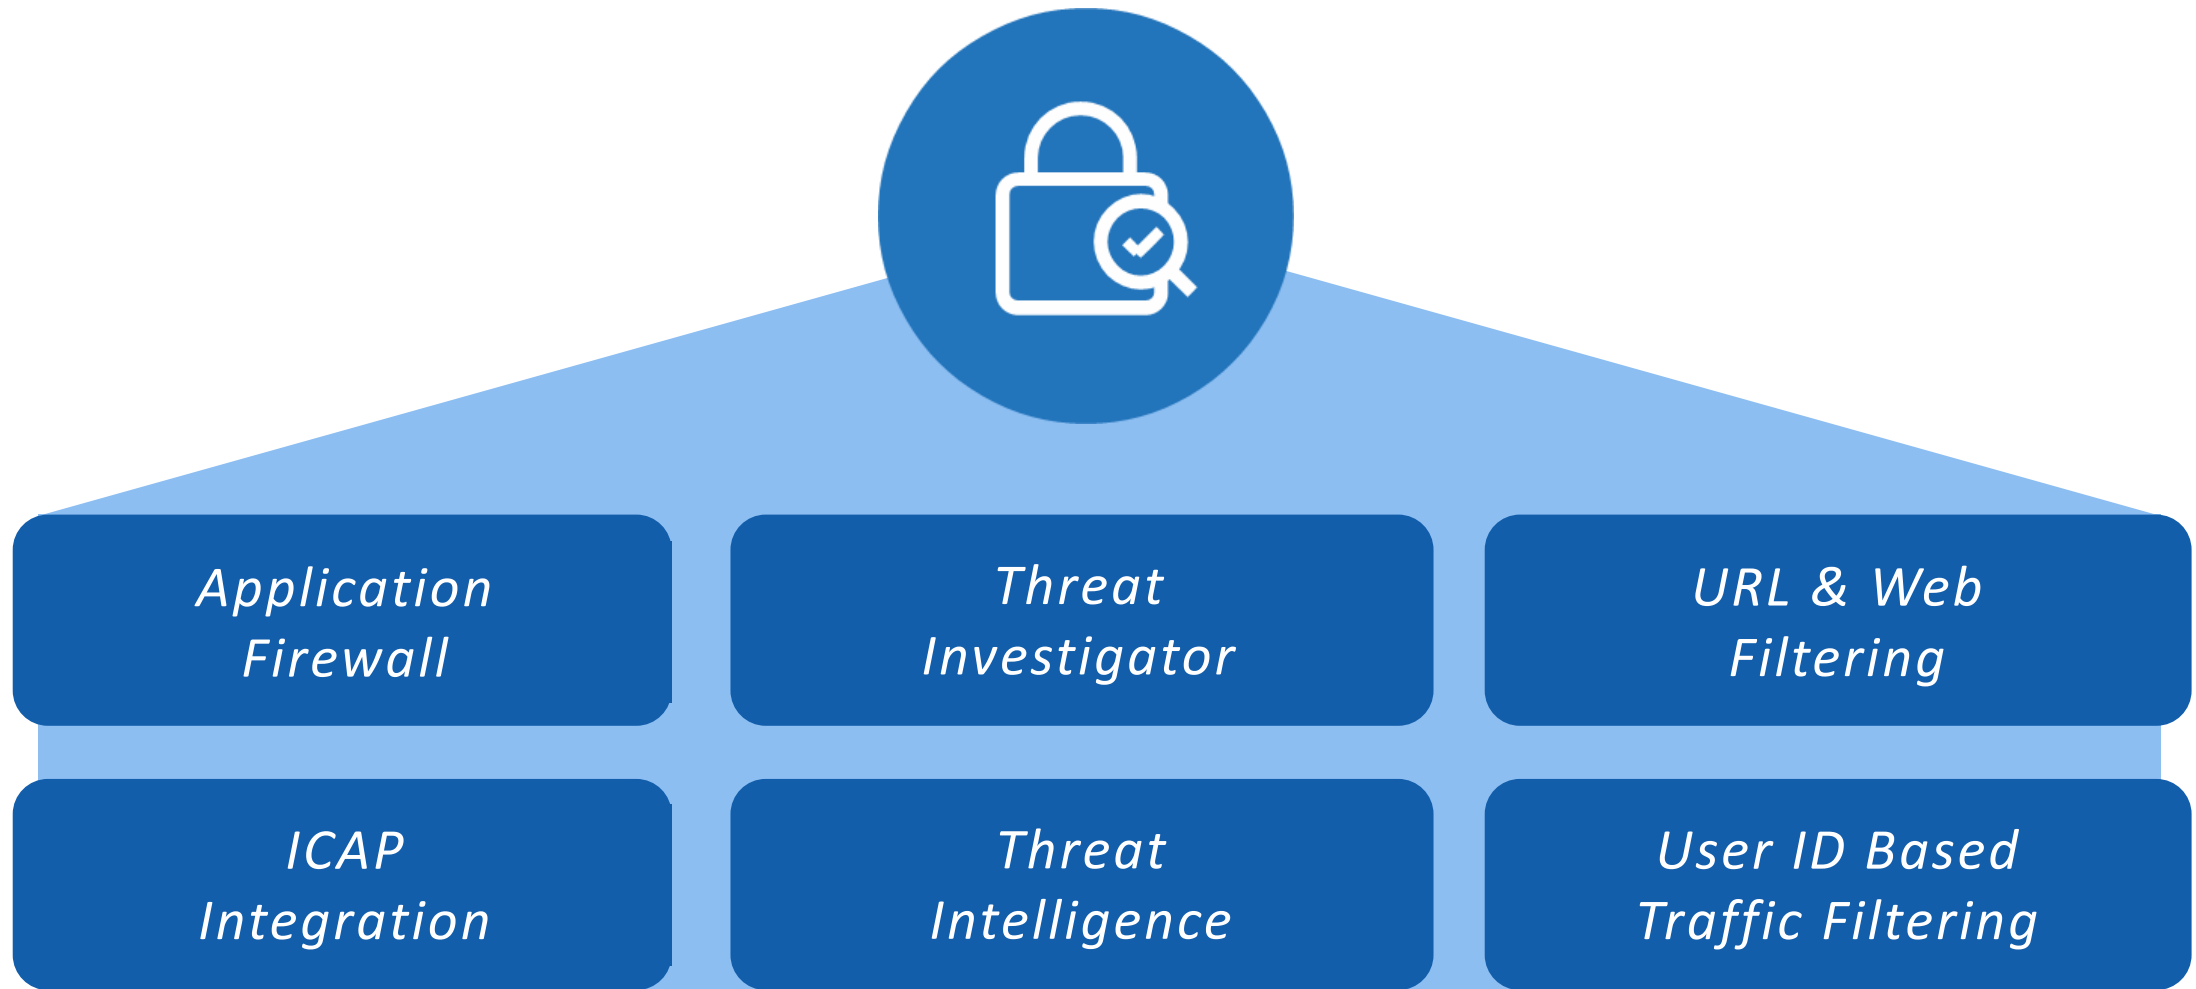 Application
Firewall
Threat
Investigator
URL & Web
Filtering
ICAP
Integration
Threat
Intelligence
User ID Based
Traffic Filtering